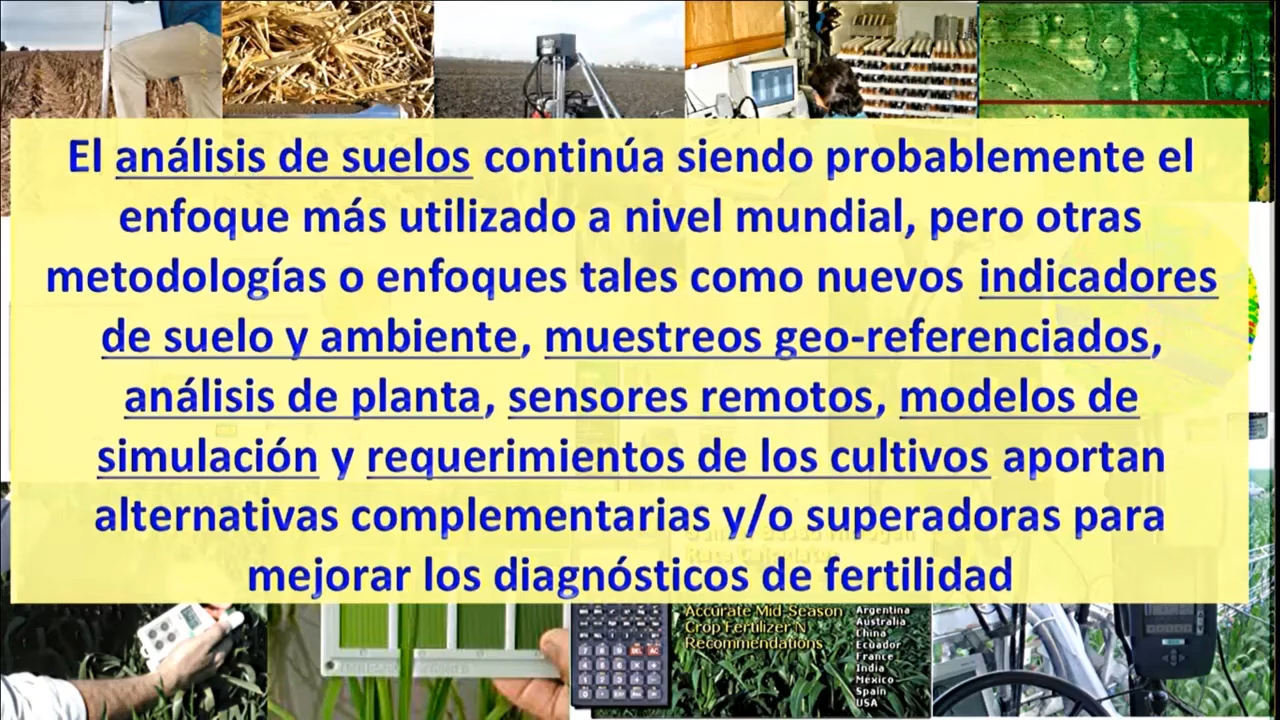 El análisis de suelos continúa siendo probablemente el
enfoque más utilizado a nivel mundial, pero otras
metodologías o enfoques tales como nuevos indicadores
de suelo y ambiente, muestreos geo-referenciados,
análisis de planta, sensores remotos, modelos de
simulación y requerimientos de los cultivos aportan
alternativas complementarias y/o superadoras para
mejorar los diagnósticos de fertilidad
Accurate Mid-Season
Crop Fertilizer N
Recommendations
Argentina
Australia
China
Ecuador
France
India
Mexico
Spain
USA